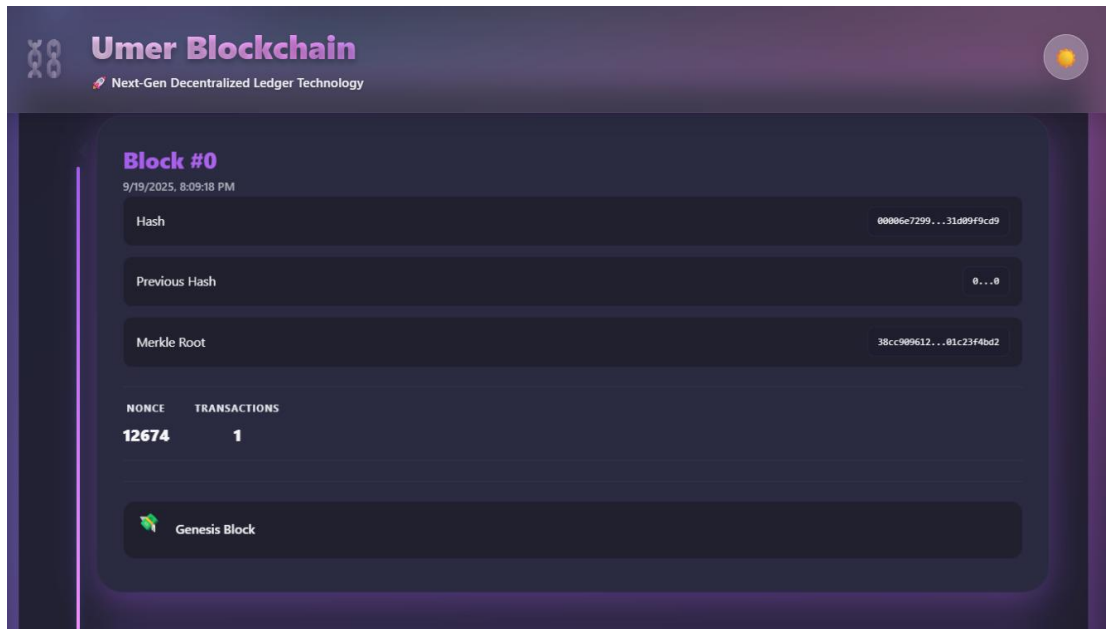 Umer Blockchain
🚀 Next-Gen Decentralized Ledger Technology
Block #0
9/19/2025, 8:09:18 PM
Hash 00006e7299...31d09f9cd9
Previous Hash 0...0
Merkle Root 38cc909612...01c23f4bd2
NONCE TRANSACTIONS
12674 1
Genesis Block